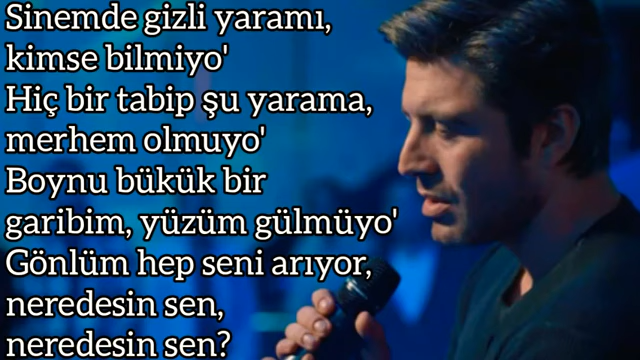 Sinemde gizli yaramı,
kimse bilmiyo'
Hiç bir tabip şu yarama,
merhem olmuyo'
Boynu bükük bir
garibim, yüzüm gülmüyo'
Gönlüm hep seni arıyor,
neredesin sen,
neredesin sen?